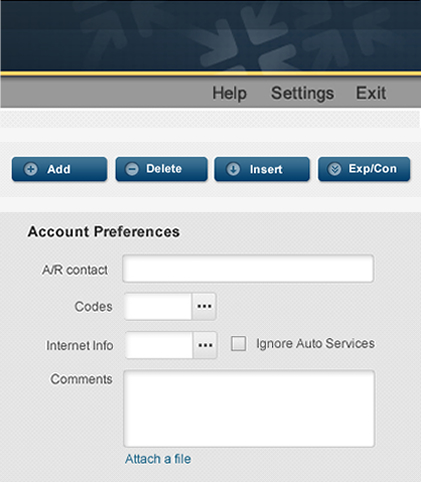 Help Settings Exit
Add Delete Insert Exp/Con
Account Preferences
A/R contact
Codes ...
Internet Info ... Ignore Auto Services
Comments
Attach a file